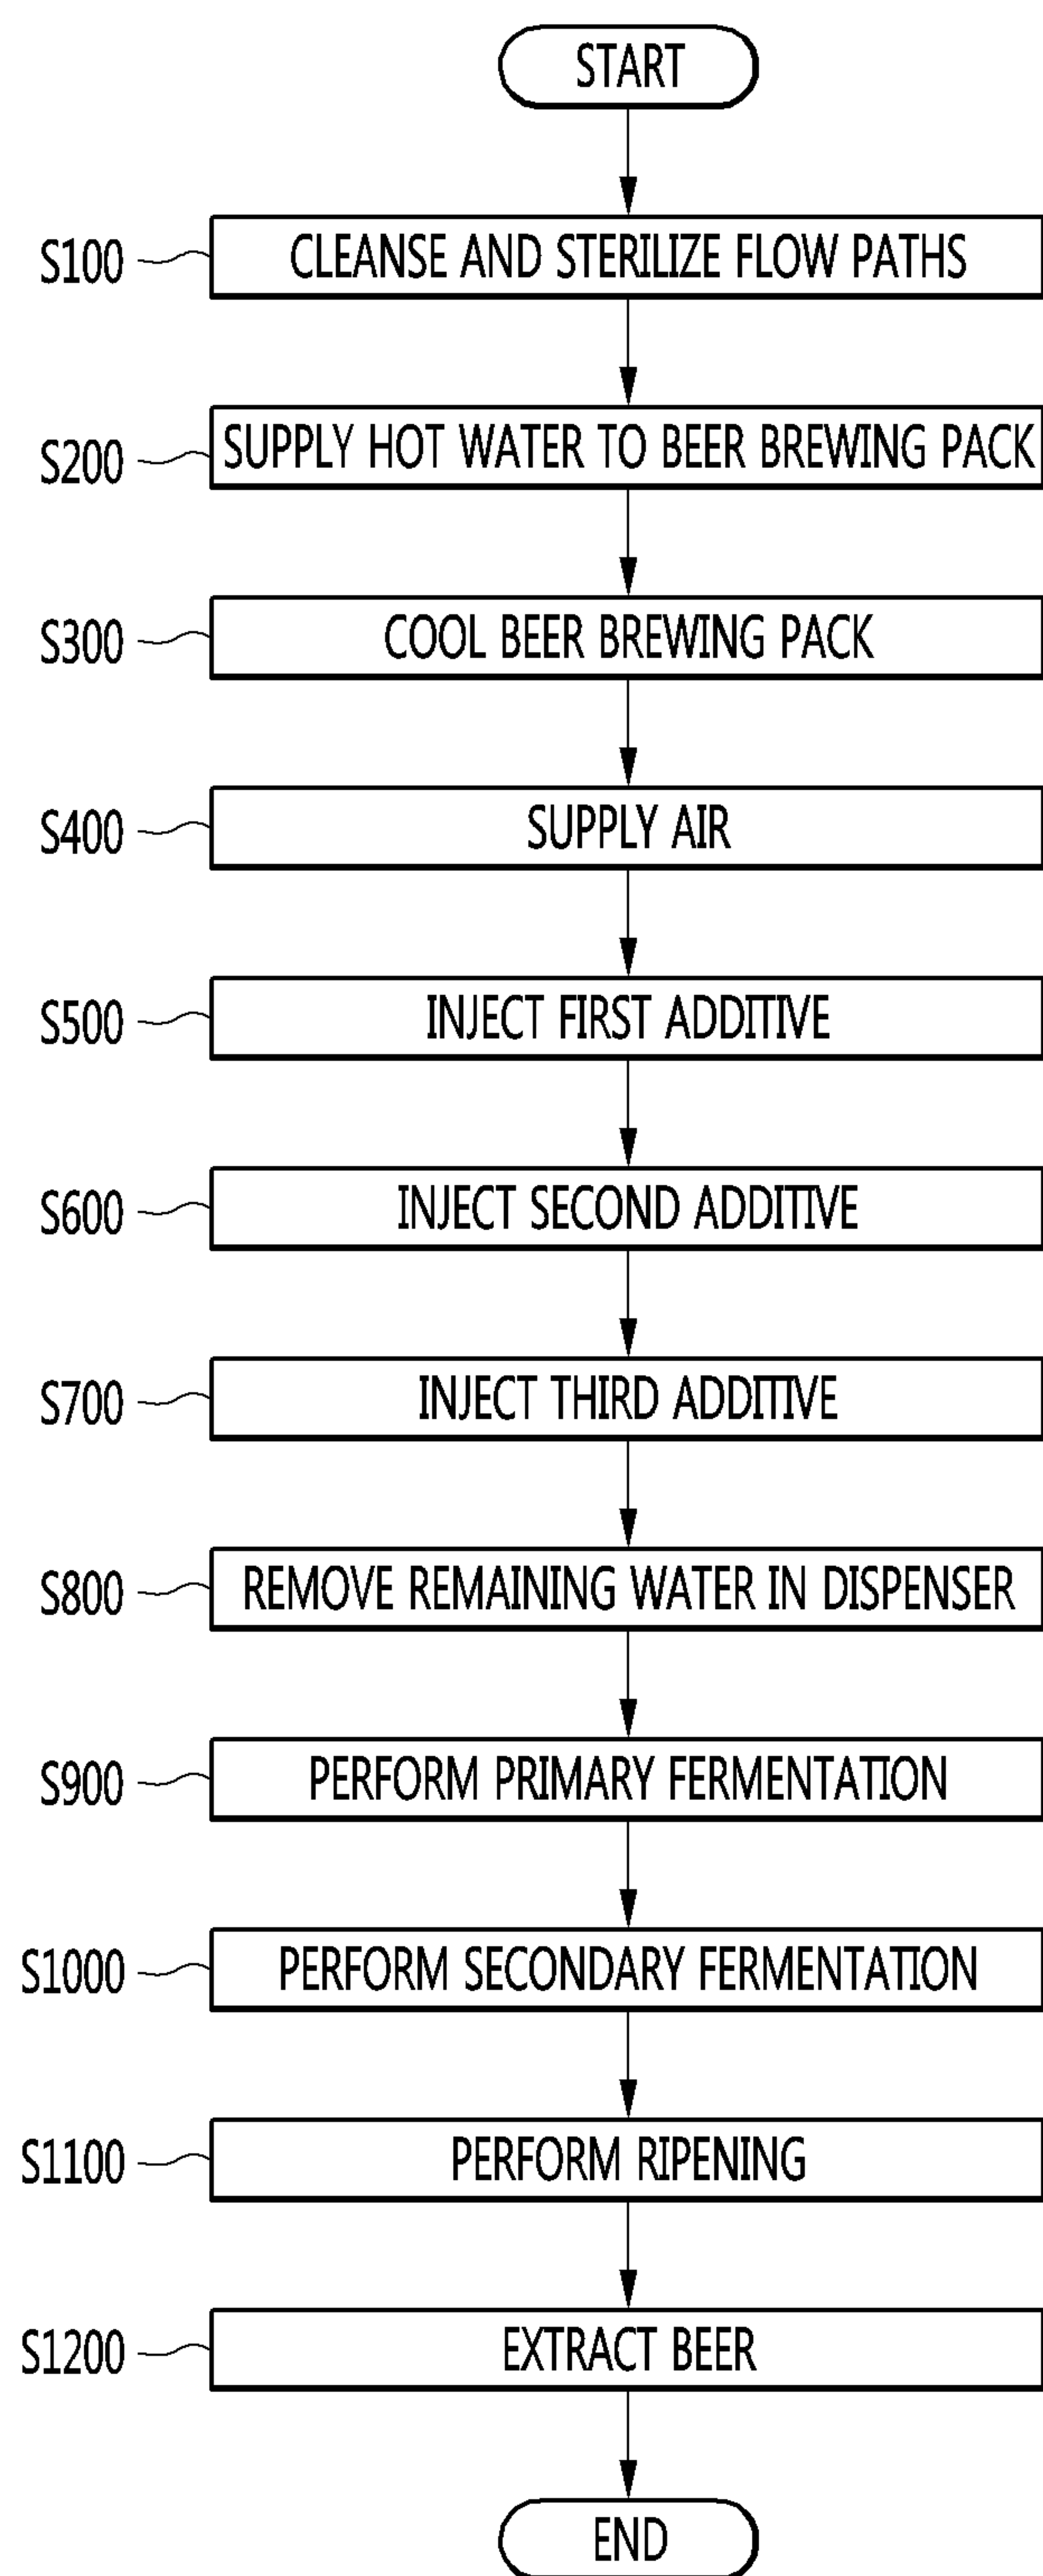 START
S100 CLEANSE AND STERILIZE FLOW PATHS
S200 SUPPLY HOT WATER TO BEER BREWING PACK
S300 COOL BEER BREWING PACK
S400 SUPPLY AIR
S500 INJECT FIRST ADDITIVE
S600 INJECT SECOND ADDITIVE
S700 INJECT THIRD ADDITIVE
S800 REMOVE REMAINING WATER IN DISPENSER
S900 PERFORM PRIMARY FERMENTATION
S1000 PERFORM SECONDARY FERMENTATION
S1100 PERFORM RIPENING
S1200 EXTRACT BEER
END